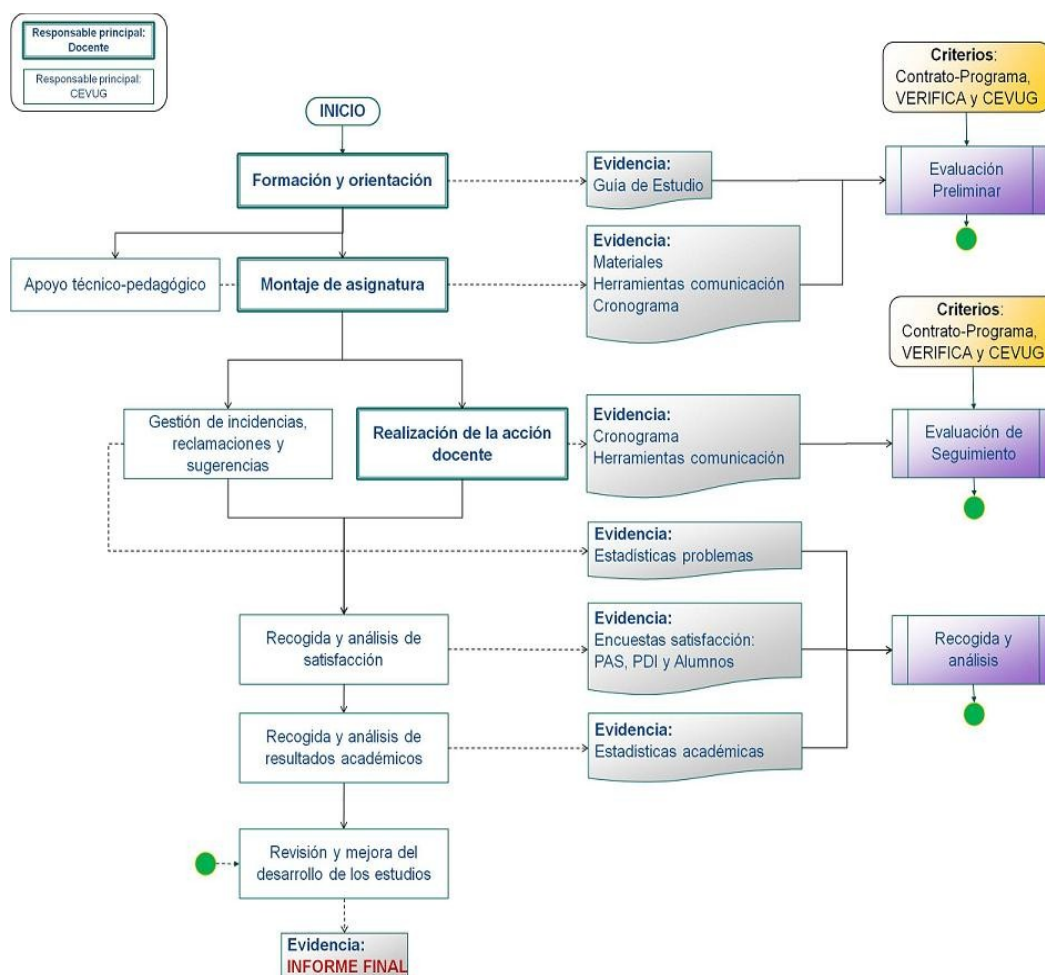 Responsable principal:
Docente
Responsable principal:
CEVUG
INICIO
Criterios:
Contrato-Programa,
VERIFICA y CEVUG
Formación y orientación
Evidencia:
Guía de Estudio
Evaluación
Preliminar
Apoyo técnico-pedagógico
Montaje de asignatura
Evidencia:
Materiales
Herramientas comunicación
Cronograma
Criterios:
Contrato-Programa,
VERIFICA y CEVUG
Gestión de incidencias,
reclamaciones y
sugerencias
Realización de la acción
docente
Evidencia:
Cronograma
Herramientas comunicación
Evaluación de
Seguimiento
Evidencia:
Estadísticas problemas
Recogida y análisis de
satisfacción
Evidencia:
Encuestas satisfacción:
PAS, PDI y Alumnos
Recogida y
análisis
Recogida y análisis de
resultados académicos
Evidencia:
Estadísticas académicas
Revisión y mejora del
desarrollo de los estudios
Evidencia:
INFORME FINAL